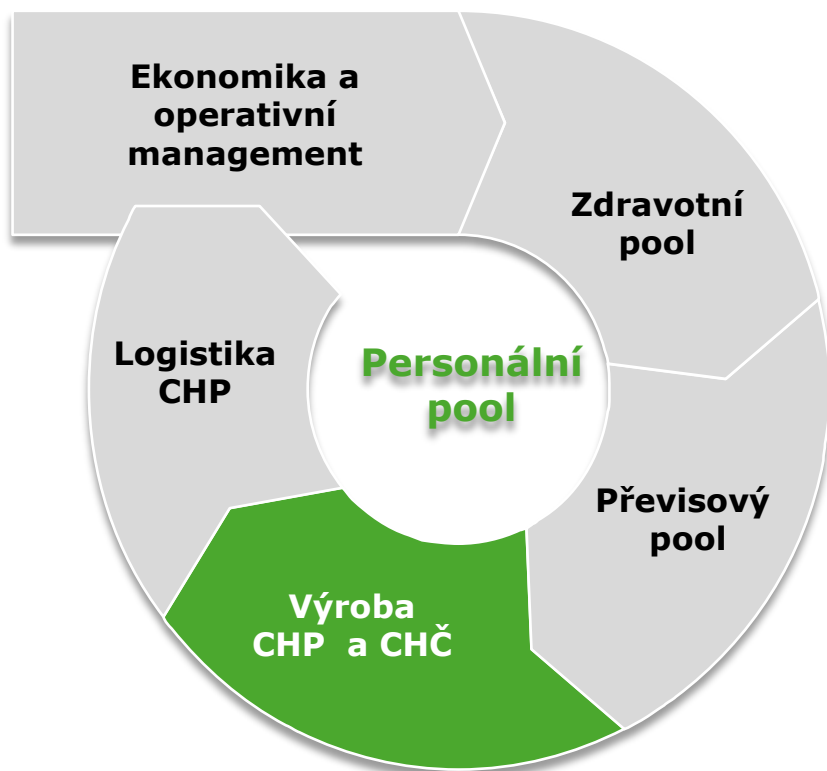 Ekonomika a
operativní
management
Zdravotní
pool
Převisový
pool
Výroba
CHP a CHČ
Logistika
CHP
Personální
pool